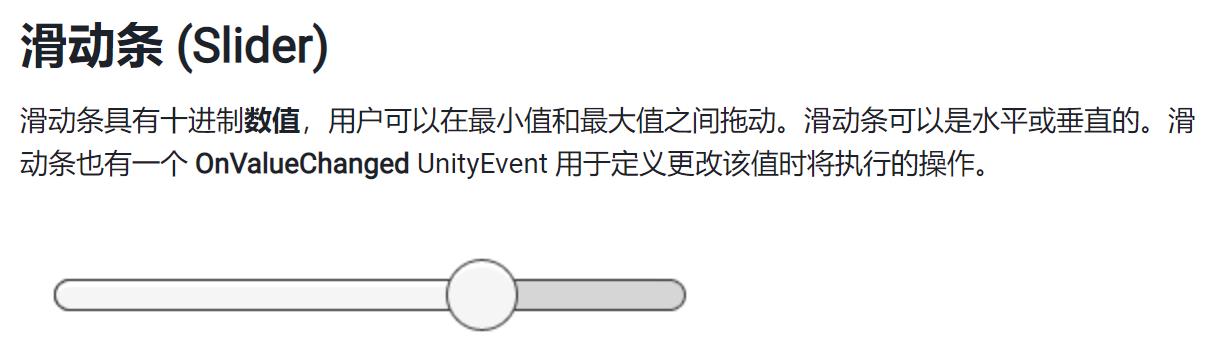 滑动条 (Slider)
滑动条具有十进制数值，用户可以在最小值和最大值之间拖动。滑动条可以是水平或垂直的。滑
动条也有一个 OnValueChanged UnityEvent 用于定义更改该值时将执行的操作。